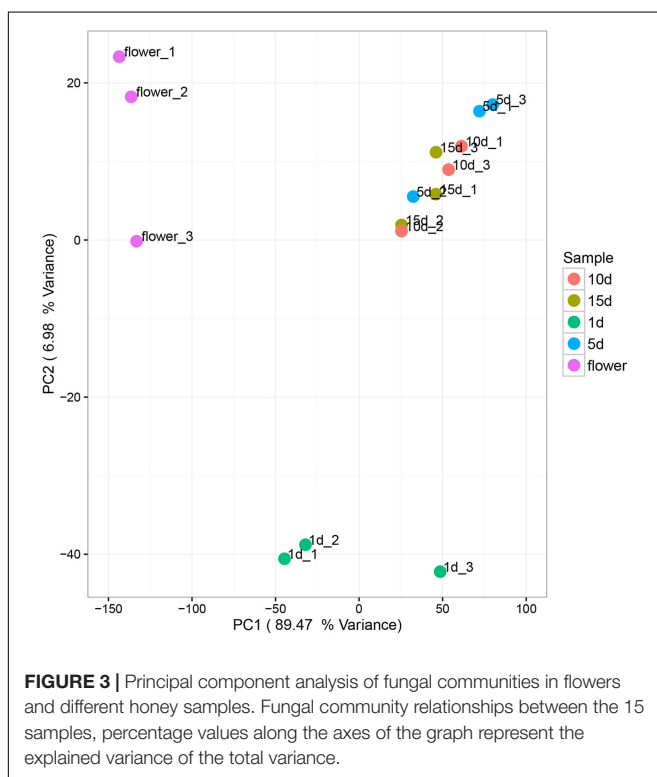 flower_1
flower_2
flower_3
5d_3
5d_1
10d_1
15d_3
10d_3
15d_1
5d_2
15d_2
10d_2
1d_2
1d_1
1d_3
20
0
−20
−40
PC2 ( 6.98 % Variance)
−150 −100 −50 0 50 100
PC1 ( 89.47 % Variance)
Sample
10d
15d
1d
5d
flower
FIGURE 3 | Principal component analysis of fungal communities in flowers
and different honey samples. Fungal community relationships between the 15
samples, percentage values along the axes of the graph represent the
explained variance of the total variance.